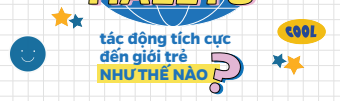 COOL
tác động tích cực
đến giới trẻ
NHƯ THẾ NÀO ?